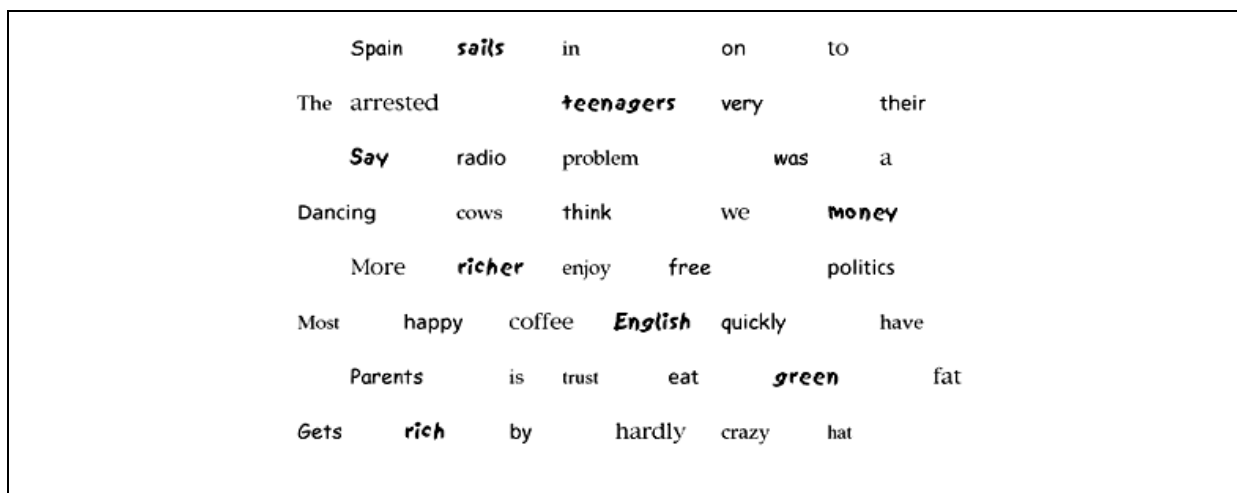 Spain sails in on to
The arrested teenagers very their
Say radio problem was a
Dancing cows think we money
More richer enjoy free politics
Most happy coffee English quickly have
Parents is trust eat green fat
Gets rich by hardly crazy hat